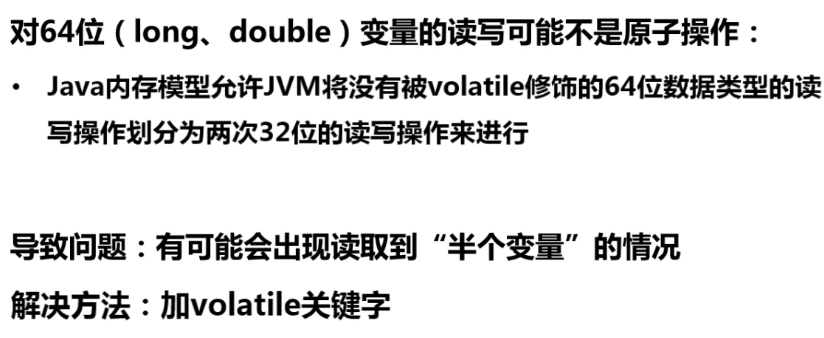 对64位（long、double）变量的读写可能不是原子操作：
• Java内存模型允许JVM将没有被volatile修饰的64位数据类型的读
写操作划分为两次32位的读写操作来进行
导致问题：有可能会出现读取到“半个变量”的情况
解决方法：加volatile关键字